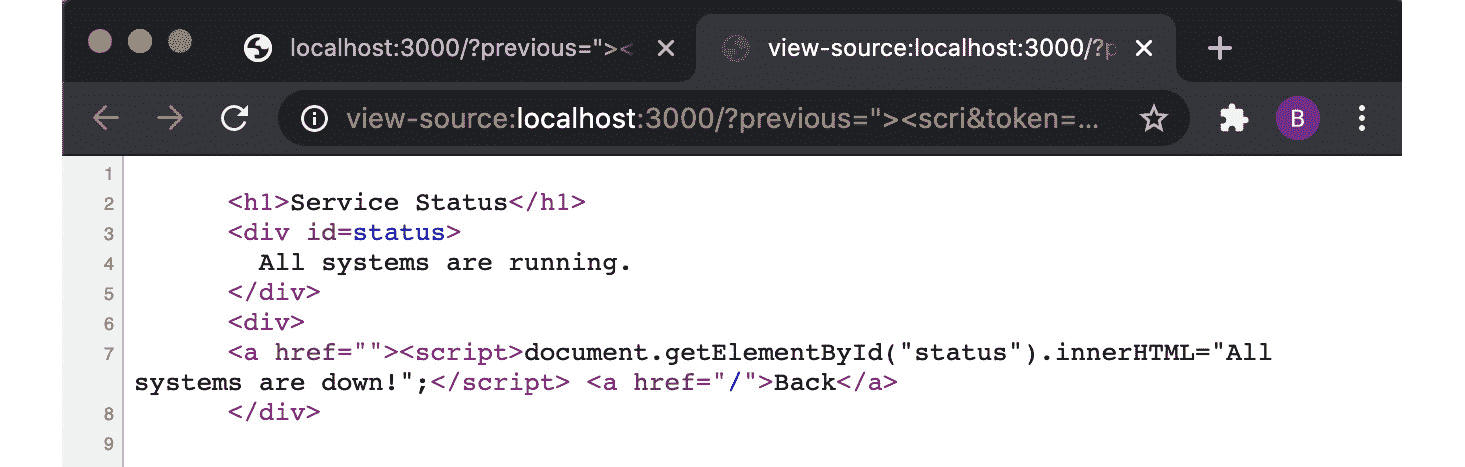 localhost:3000/?previous="><
view-source:localhost:3000/?p
view-source:localhost:3000/?previous="><scri&token=...
B
1
2 <h1>Service Status</h1>
3 <div id=status>
4 All systems are running.
5 </div>
6 <div>
7 <a href=""><script>document.getElementById("status").innerHTML="All
systems are down!";</script> <a href="/">Back</a>
8 </div>
9